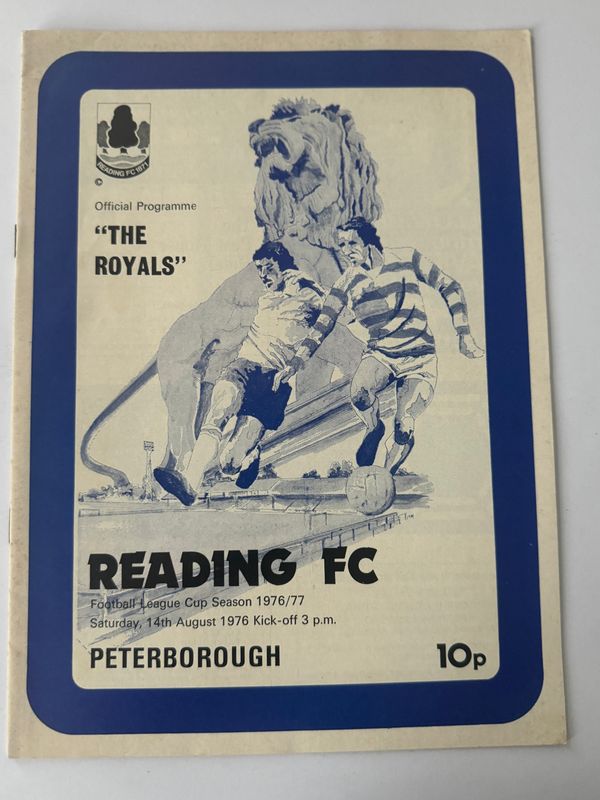 READING FC 1871
©
Official Programme
"THE
ROYALS"
READING FC
Football League Cup Season 1976/77
Saturday, 14th August 1976 Kick-off 3 p.m.
PETERBOROUGH
10p